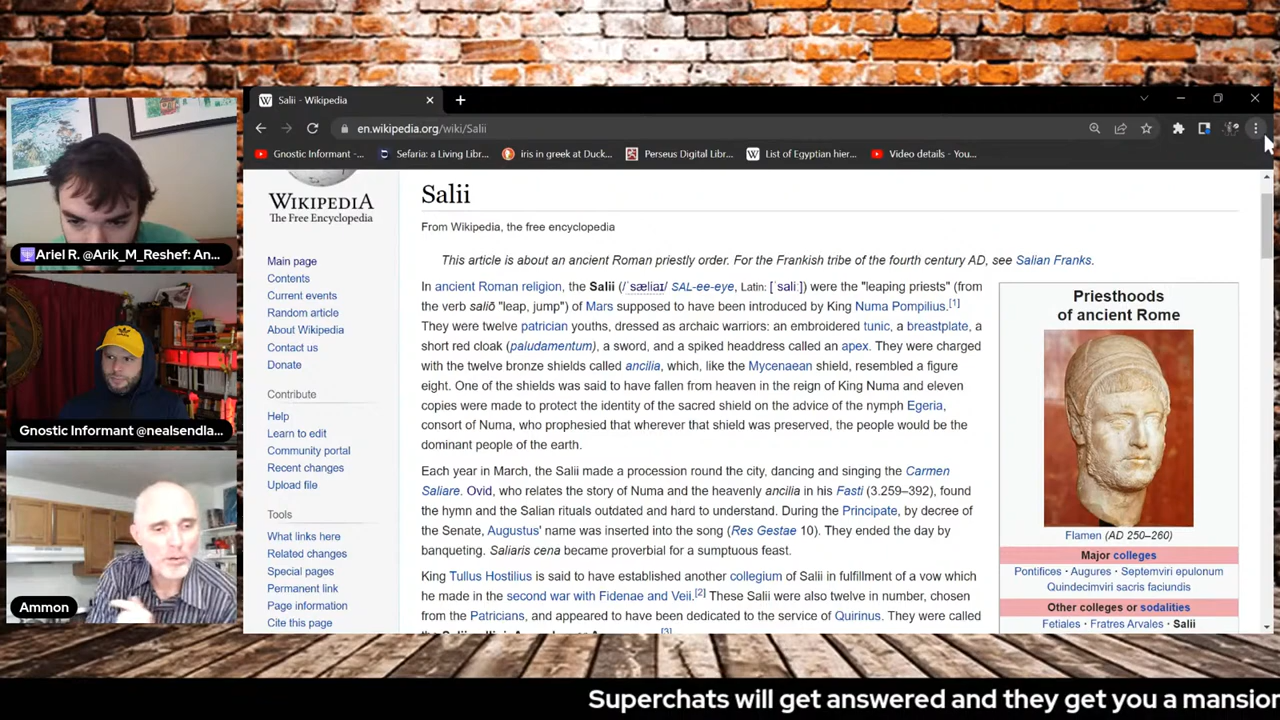 Salii - Wikipedia
en.wikipedia.org/wiki/Salii
Gnostic Informant -...
Sefaria: a Living Libr...
iris in greek at Duck...
Perseus Digital Libr...
List of Egyptian hier...
Video details - You...
WIKIPEDIA
The Free Encyclopedia
Main page
Contents
Current events
Random article
About Wikipedia
Contact us
Donate
Contribute
Help
Learn to edit
Community portal
Recent changes
Upload file
Tools
What links here
Related changes
Special pages
Permanent link
Page information
Cite this page
Salii
From Wikipedia, the free encyclopedia
This article is about an ancient Roman priestly order. For the Frankish tribe of the fourth century AD, see Salian Franks.
In ancient Roman religion, the Salii (/ˈsæliaɪ/ SAL-ee-eye, Latin: [ˈsaliː]) were the "leaping priests" (from
the verb saliō "leap, jump") of Mars supposed to have been introduced by King Numa Pompilius.[1]
They were twelve patrician youths, dressed as archaic warriors: an embroidered tunic, a breastplate, a
short red cloak (paludamentum), a sword, and a spiked headdress called an apex. They were charged
with the twelve bronze shields called ancilia, which, like the Mycenaean shield, resembled a figure
eight. One of the shields was said to have fallen from heaven in the reign of King Numa and eleven
copies were made to protect the identity of the sacred shield on the advice of the nymph Egeria,
consort of Numa, who prophesied that wherever that shield was preserved, the people would be the
dominant people of the earth.
Each year in March, the Salii made a procession round the city, dancing and singing the Carmen
Saliare. Ovid, who relates the story of Numa and the heavenly ancilia in his Fasti (3.259–392), found
the hymn and the Salian rituals outdated and hard to understand. During the Principate, by decree of
the Senate, Augustus' name was inserted into the song (Res Gestae 10). They ended the day by
banqueting. Saliaris cena became proverbial for a sumptuous feast.
King Tullus Hostilius is said to have established another collegium of Salii in fulfillment of a vow which
he made in the second war with Fidenae and Veii.[2] These Salii were also twelve in number, chosen
from the Patricians, and appeared to have been dedicated to the service of Quirinus. They were called
[3]
Priesthoods
of ancient Rome
Flamen (AD 250–260)
Major colleges
Pontifices · Augures · Septemviri epulonum
Quindecimviri sacris faciundis
Other colleges or sodalities
Fetiales · Fratres Arvales · Salii
Ariel R. @Arik_M_Reshef: An...
Gnostic Informant @nealsendla...
Ammon
Superchats will get answered and they get you a mansion